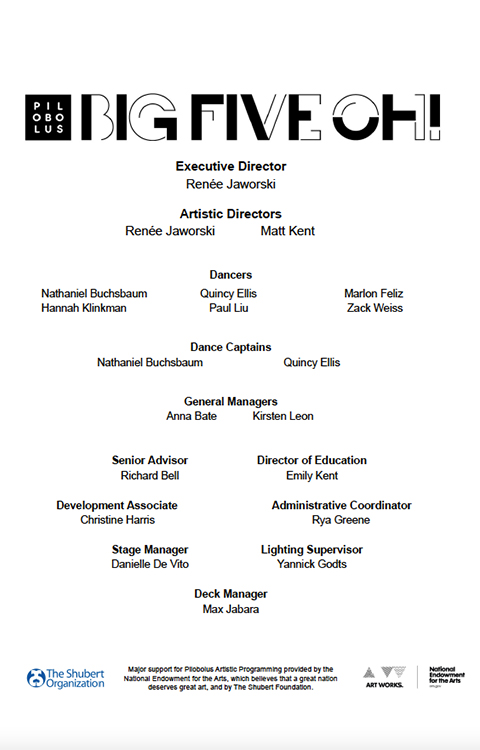 PIL
OBO
LUS
BIG FIVE OH!
Executive Director
Renée Jaworski
Artistic Directors
Renée Jaworski Matt Kent
Dancers
Nathaniel Buchsbaum Quincy Ellis Marlon Feliz
Hannah Klinkman Paul Liu Zack Weiss
Dance Captains
Nathaniel Buchsbaum Quincy Ellis
General Managers
Anna Bate Kirsten Leon
Senior Advisor Director of Education
Richard Bell Emily Kent
Development Associate Administrative Coordinator
Christine Harris Rya Greene
Stage Manager Lighting Supervisor
Danielle De Vito Yannick Godts
Deck Manager
Max Jabara
The Shubert
Organization
Major support for Pilobolus Artistic Programming provided by the
National Endowment of the Arts, which believes that a great nation
deserves great art, and by The Shubert Foundation.
ART WORKS.
National
Endowment
for the Arts
arts.gov